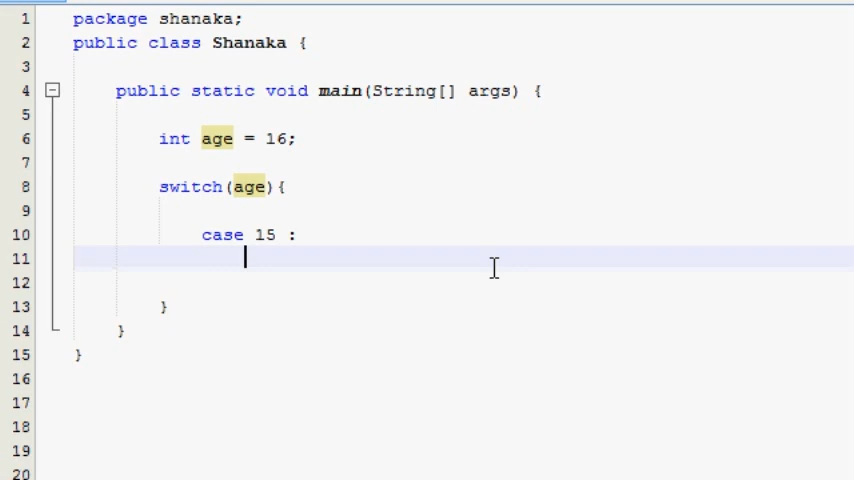 1 package shanaka;
2 public class Shanaka {
3
4 public static void main(String[] args) {
5
6 int age = 16;
7
8 switch(age){
9
10 case 15 :
11
12
13 }
14 }
15 }
16
17
18
19
20